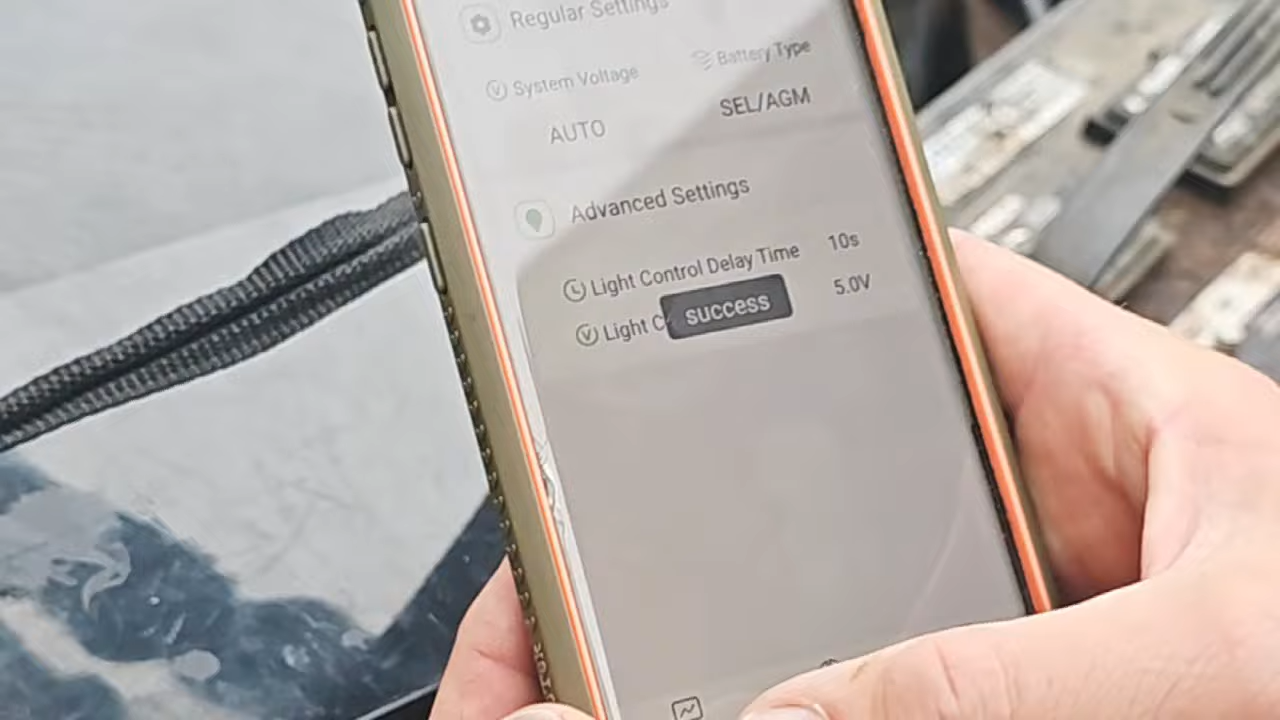 Regular Settings
System Voltage
Battery Type
AUTO
SEL/AGM
Advanced Settings
Light Control Delay Time 10s
Light C 5.0V
success